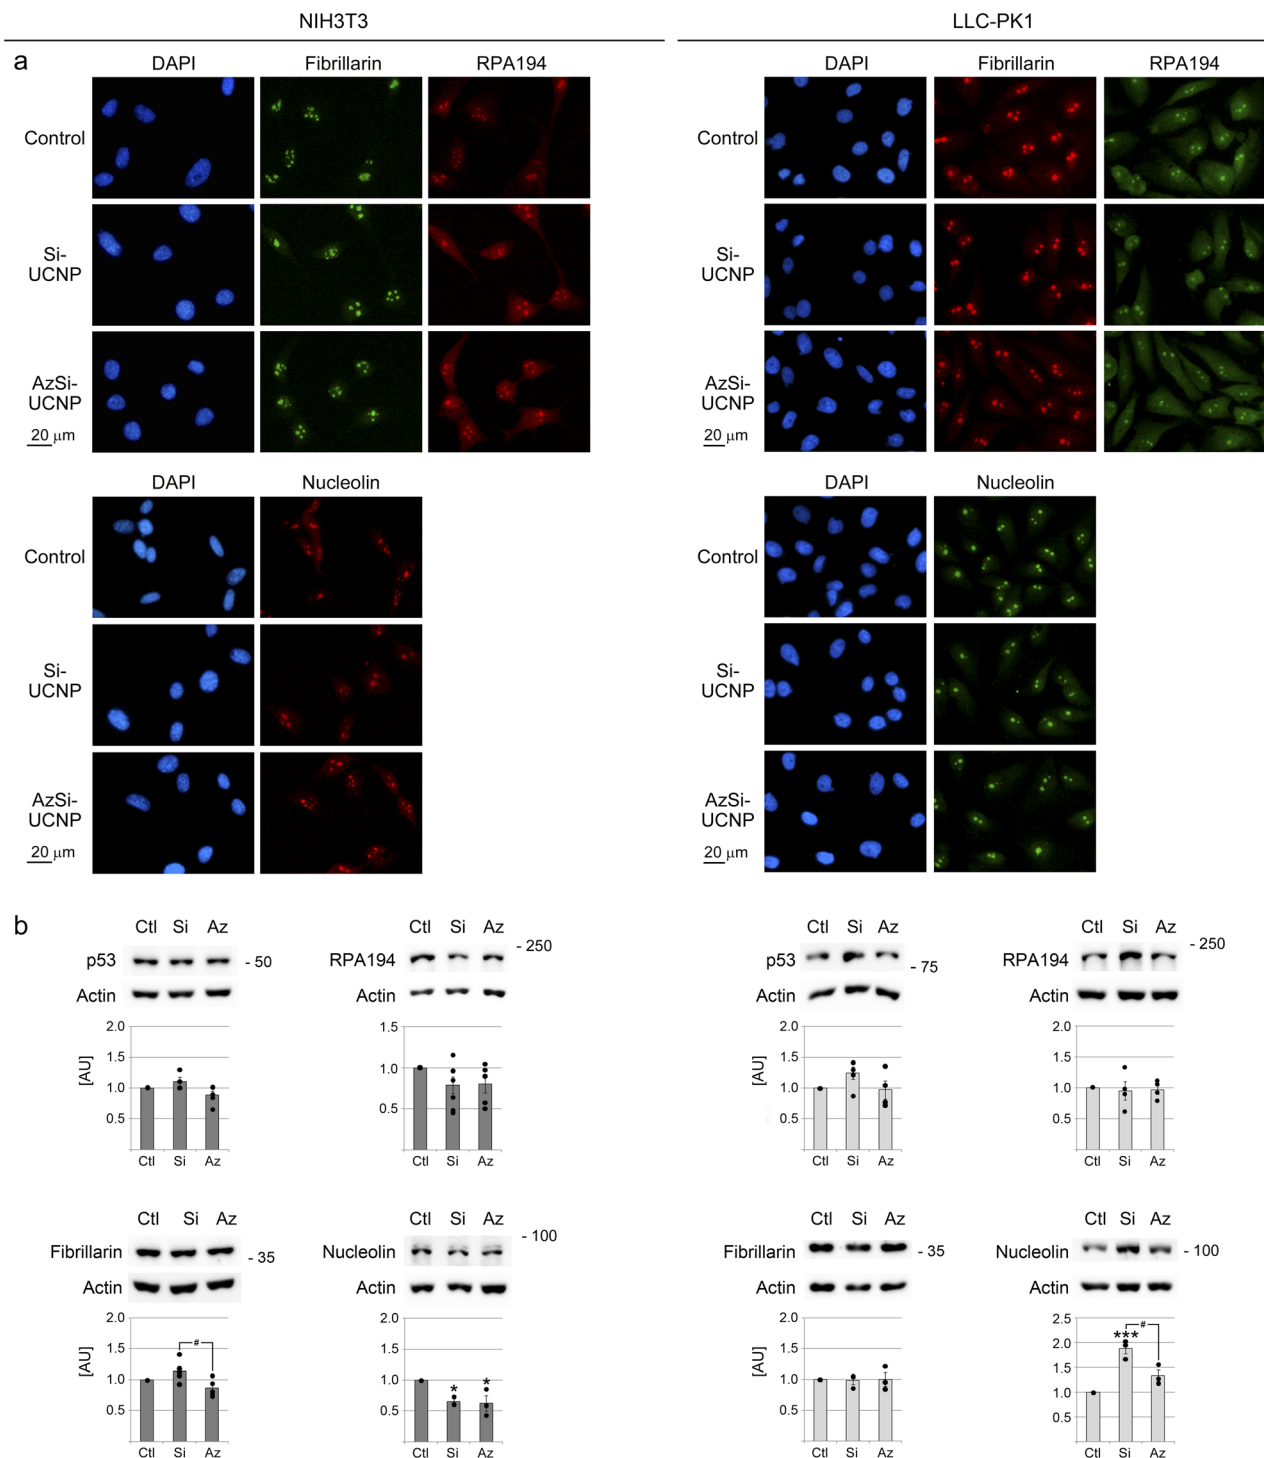 NIH3T3
LLC-PK1
a
DAPI Fibrillarin RPA194
DAPI Fibrillarin RPA194
Control
Control
Si-
UCNP
Si-
UCNP
AzSi-
UCNP
20 μm
AzSi-
UCNP
20 μm
DAPI Nucleolin
DAPI Nucleolin
Control
Control
Si-
UCNP
Si-
UCNP
AzSi-
UCNP
20 μm
AzSi-
UCNP
20 μm
b
Ctl Si Az
p53
- 50
Actin
2.0
1.5
1.0
0.5
[AU]
Ctl Si Az
Ctl Si Az
RPA194
- 250
Actin
1.5
1.0
0.5
Ctl Si Az
Ctl Si Az
p53
- 75
Actin
2.0
1.5
1.0
0.5
[AU]
Ctl Si Az
Ctl Si Az
RPA194
- 250
Actin
2.0
1.5
1.0
0.5
Ctl Si Az
Ctl Si Az
Fibrillarin
- 35
Actin
2.0
1.5
1.0
0.5
[AU]
#
Ctl Si Az
Ctl Si Az
Nucleolin
- 100
Actin
2.0
1.5
1.0
0.5
* *
Ctl Si Az
Ctl Si Az
Fibrillarin
- 35
Actin
2.0
1.5
1.0
0.5
[AU]
Ctl Si Az
Ctl Si Az
Nucleolin
- 100
Actin
2.5
2.0
1.5
1.0
0.5
#
***
Ctl Si Az